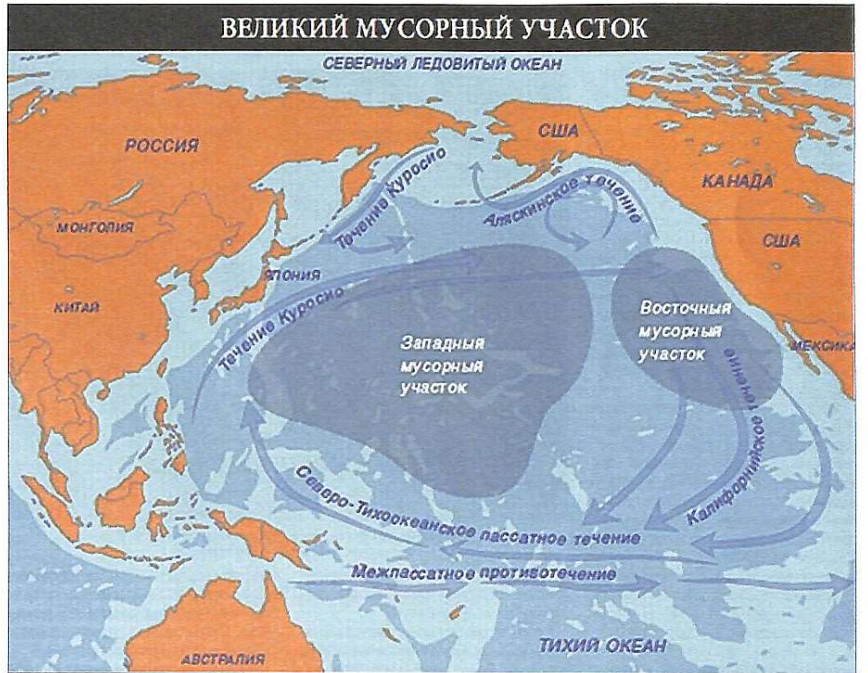 ВЕЛИКИЙ МУСОРНЫЙ УЧАСТОК
СЕВЕРНЫЙ ЛЕДОВИТЫЙ ОКЕАН
РОССИЯ
США
КАНАДА
Течение Куросио
Аляскинское течение
МОНГОЛИЯ
США
ЯПОНИЯ
КИТАЙ
Течение Куросио
Западный
мусорный
участок
Восточный
мусорный
участок
МЕКСИКА
Калифорнийское течение
Северо-Тихоокеанское пассатное течение
Межпассатное противотечение
ТИХИЙ ОКЕАН
АВСТРАЛИЯ